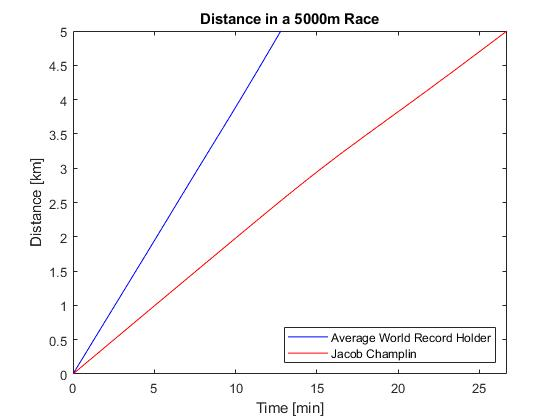 Distance in a 5000m Race
5
4.5
4
3.5
3
2.5
2
1.5
1
0.5
0
Distance [km]
Average World Record Holder
Jacob Champlin
0 5 10 15 20 25
Time [min]